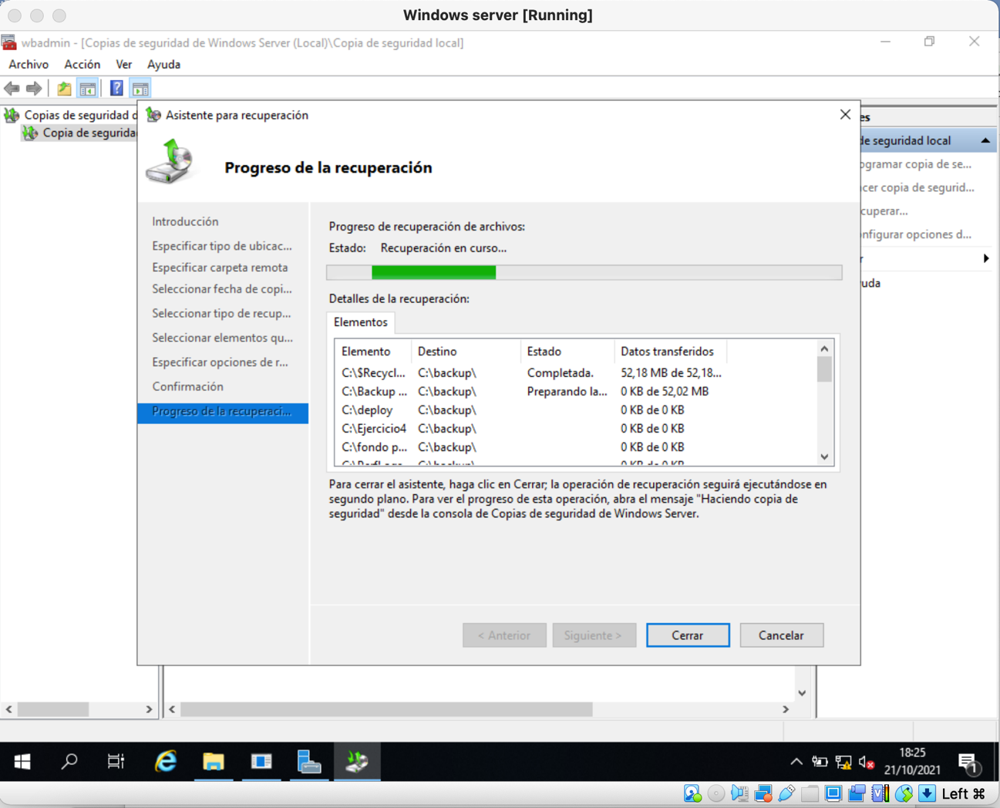 Windows server [Running]
wbadmin - [Copias de seguridad de Windows Server (Local)\Copia de seguridad local]
Archivo Acción Ver Ayuda
Copias de seguridad d
Copia de segurida
Asistente para recuperación
Progreso de la recuperación
Introducción
Especificar tipo de ubicac...
Especificar carpeta remota
Seleccionar fecha de copi...
Seleccionar tipo de recup...
Seleccionar elementos qu...
Especificar opciones de r...
Confirmación
Progreso de la recuperaci...
Progreso de recuperación de archivos:
Estado: Recuperación en curso...
Detalles de la recuperación:
Elementos
Elemento Destino Estado Datos transferidos
C:\$Recycl... C:\backup\ Completada. 52,18 MB de 52,18...
C:\Backup ... C:\backup\ Preparando la... 0 KB de 52,02 MB
C:\deploy C:\backup\ 0 KB de 0 KB
C:\Ejercicio4 C:\backup\ 0 KB de 0 KB
C:\fondo p... C:\backup\ 0 KB de 0 KB
Para cerrar el asistente, haga clic en Cerrar; la operación de recuperación seguirá ejecutándose en
segundo plano. Para ver el progreso de esta operación, abra el mensaje "Haciendo copia de
seguridad" desde la consola de Copias de seguridad de Windows Server.
< Anterior Siguiente > Cerrar Cancelar
es
de seguridad local
ogramar copia de se...
cer copia de segurid...
cuperar...
nfigurar opciones d...
r
uda
18:25
21/10/2021
1
Left ⌘